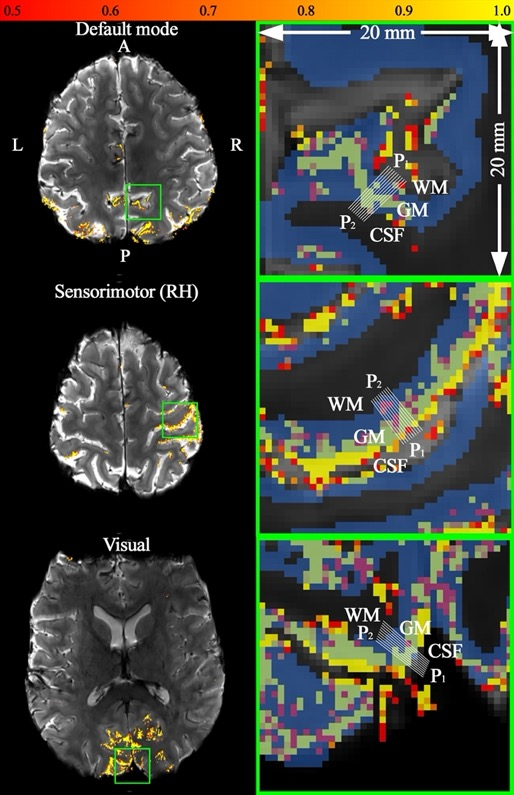 0.5 0.6 0.7 0.8 0.9 1.0
Default mode
A
L
R
P
20 mm
20 mm
P1
WM
GM
P2
CSF
Sensorimotor (RH)
P2
WM
GM
P1
CSF
Visual
WM
GM
P2
CSF
P1